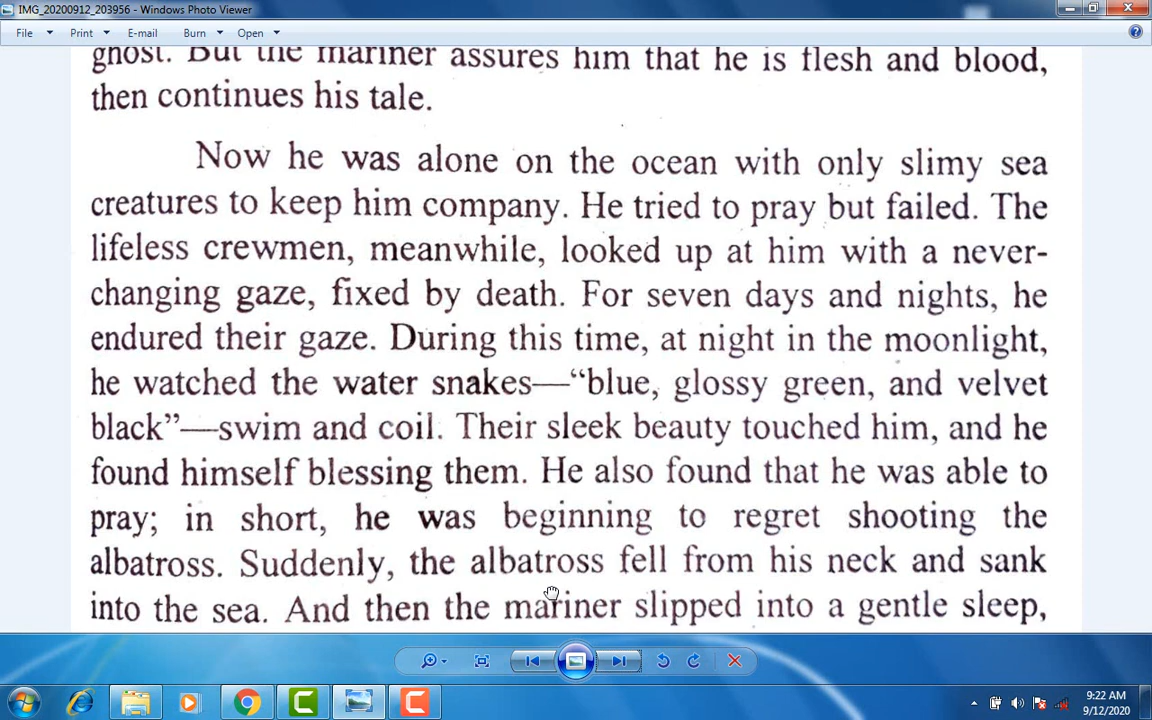 IMG_20200912_203956 - Windows Photo Viewer
File Print E-mail Burn Open
ghost. But the mariner assures him that he is flesh and blood,
then continues his tale.
Now he was alone on the ocean with only slimy sea
creatures to keep him company. He tried to pray but failed. The
lifeless crewmen, meanwhile, looked up at him with a never-
changing gaze, fixed by death. For seven days and nights, he
endured their gaze. During this time, at night in the moonlight,
he watched the water snakes—“blue, glossy green, and velvet
black”—swim and coil. Their sleek beauty touched him, and he
found himself blessing them. He also found that he was able to
pray; in short, he was beginning to regret shooting the
albatross. Suddenly, the albatross fell from his neck and sank
into the sea. And then the mariner slipped into a gentle sleep,
9:22 AM
9/12/2020